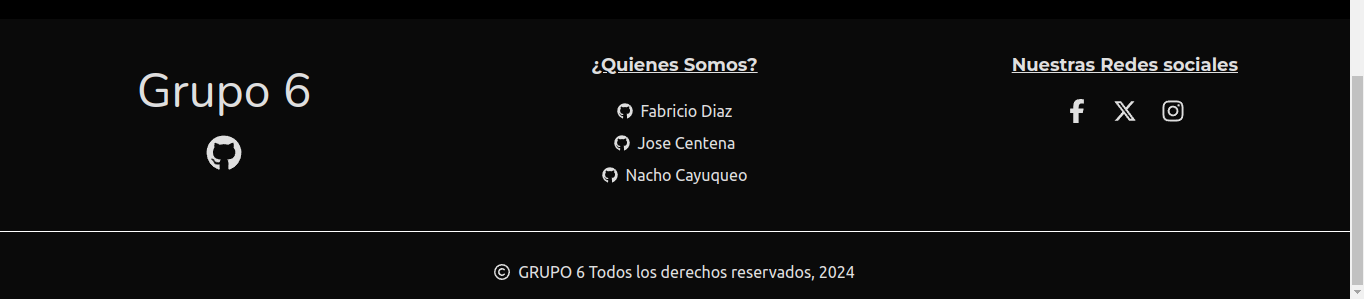 Grupo 6
¿Quienes Somos?
Fabricio Diaz
Jose Centena
Nacho Cayuqueo
Nuestras Redes sociales
© GRUPO 6 Todos los derechos reservados, 2024